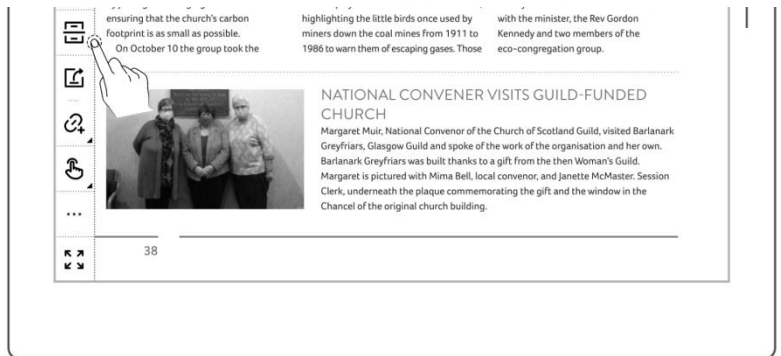 ensuring that the church's carbon
footprint is as small as possible.
On October 10 the group took the
highlighting the little birds once used by
miners down the coal mines from 1911 to
1986 to warn them of escaping gases. Those
with the minister, the Rev Gordon
Kennedy and two members of the
eco-congregation group.
NATIONAL CONVENER VISITS GUILD-FUNDED
CHURCH
Margaret Muir, National Convenor of the Church of Scotland Guild, visited Barlanark
Greyfriars, Glasgow Guild and spoke of the work of the organisation and her own.
Barlanark Greyfriars was built thanks to a gift from the then Woman's Guild.
Margaret is pictured with Mima Bell, local convenor, and Janette McMaster. Session
Clerk, underneath the plaque commemorating the gift and the window in the
Chancel of the original church building.
38